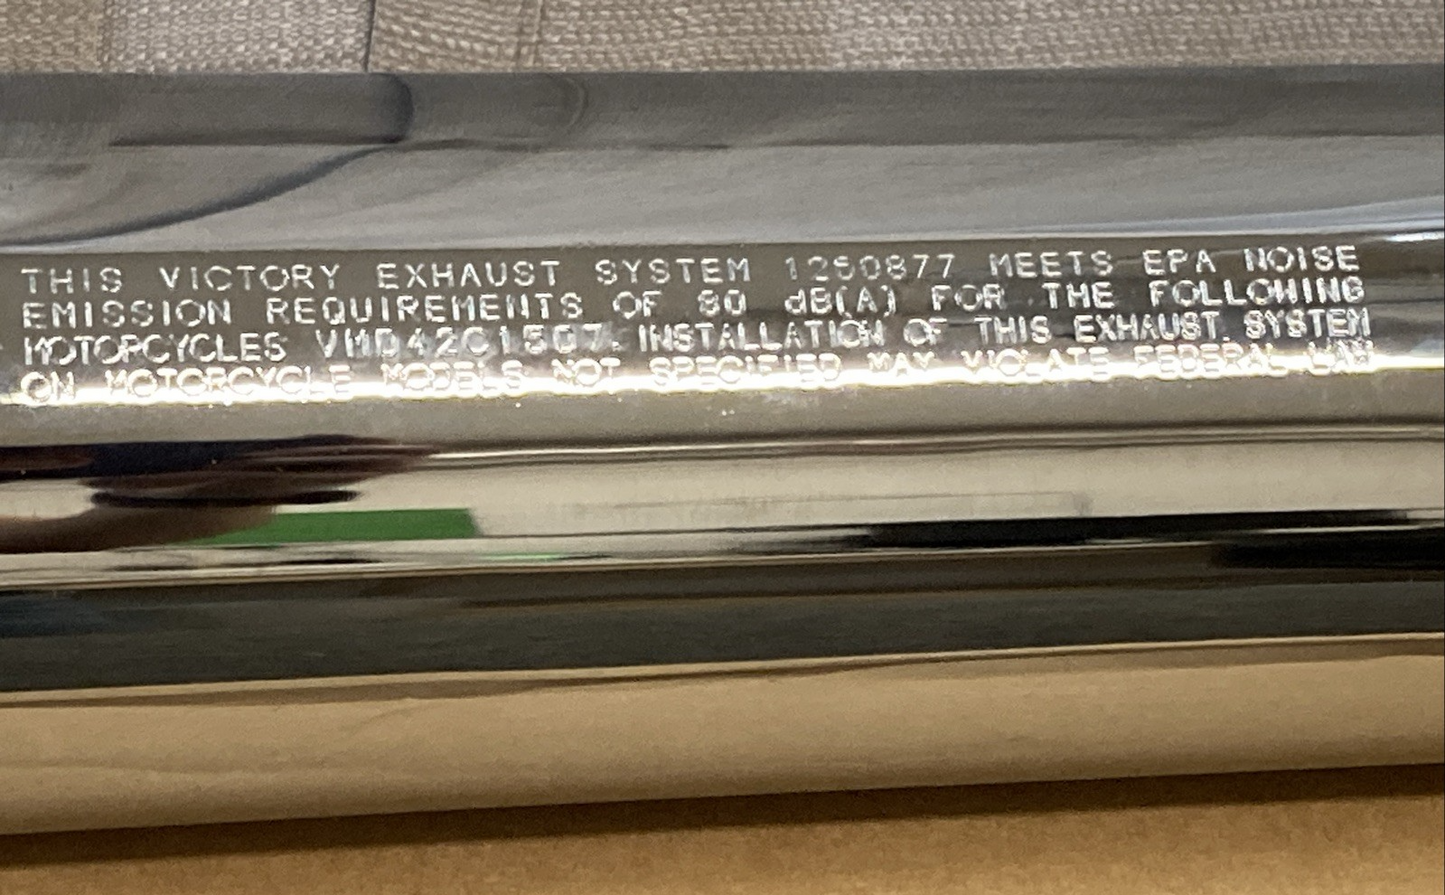 THIS VICTORY EXHAUST SYSTEM 1260877 MEETS EPA NOISE
EMISSION REQUIREMENTS OF 80 dB(A) FOR THE FOLLOWING
MOTORCYCLES VMD42C1507. INSTALLATION OF THIS EXHAUST SYSTEM
ON MOTORCYCLE MODELS NOT SPECIFIED MAY VIOLATE FEDERAL LAW